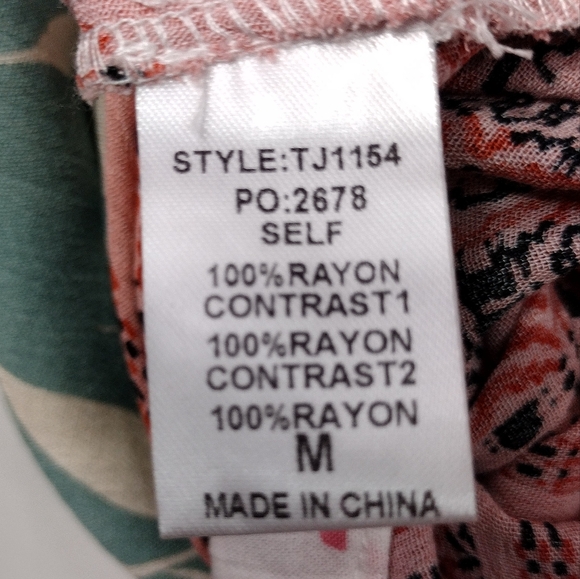 STYLE:TJ1154
PO:2678
SELF
100%RAYON
CONTRAST1
100%RAYON
CONTRAST2
100%RAYON
M
MADE IN CHINA